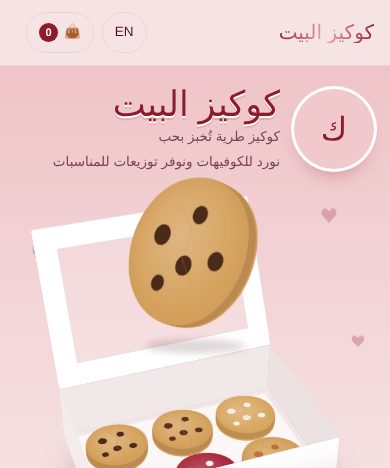 كوكيز البيت
EN
0
كوكيز البيت
ك
كوكيز طرية تُخبز بحب
نورد للكوفيهات ونوفر توزيعات للمناسبات